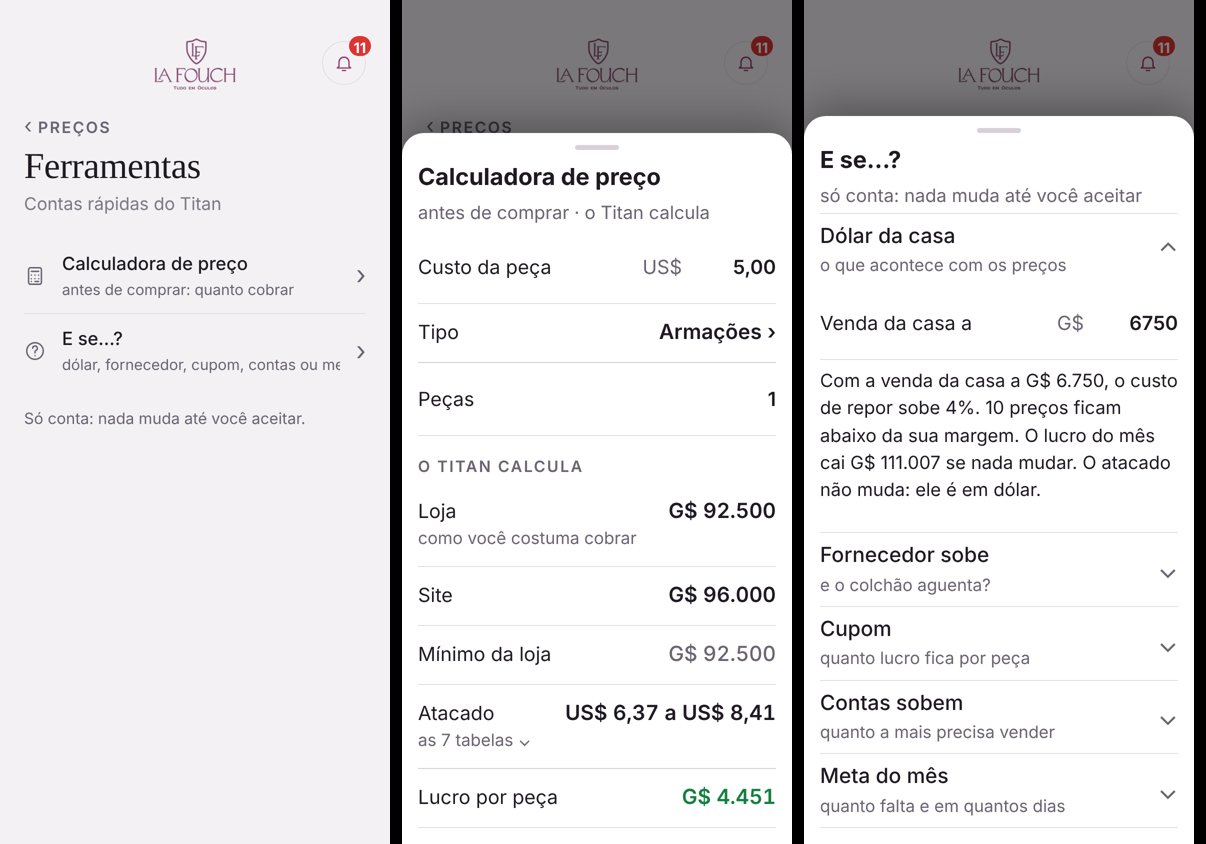 LF
LA FOUCH
TUDO EM ÓCULOS
11
‹ PREÇOS
Ferramentas
Contas rápidas do Titan
Calculadora de preço
antes de comprar: quanto cobrar
E se...?
dólar, fornecedor, cupom, contas ou me
Só conta: nada muda até você aceitar.
LF
LA FOUCH
TUDO EM ÓCULOS
11
‹ PREÇOS
Calculadora de preço
antes de comprar · o Titan calcula
Custo da peça US$ 5,00
Tipo Armações ›
Peças 1
O TITAN CALCULA
Loja G$ 92.500
como você costuma cobrar
Site G$ 96.000
Mínimo da loja G$ 92.500
Atacado US$ 6,37 a US$ 8,41
as 7 tabelas
Lucro por peça G$ 4.451
LF
LA FOUCH
TUDO EM ÓCULOS
11
E se...?
só conta: nada muda até você aceitar
Dólar da casa
o que acontece com os preços
Venda da casa a G$ 6750
Com a venda da casa a G$ 6.750, o custo
de repor sobe 4%. 10 preços ficam
abaixo da sua margem. O lucro do mês
cai G$ 111.007 se nada mudar. O atacado
não muda: ele é em dólar.
Fornecedor sobe
e o colchão aguenta?
Cupom
quanto lucro fica por peça
Contas sobem
quanto a mais precisa vender
Meta do mês
quanto falta e em quantos dias